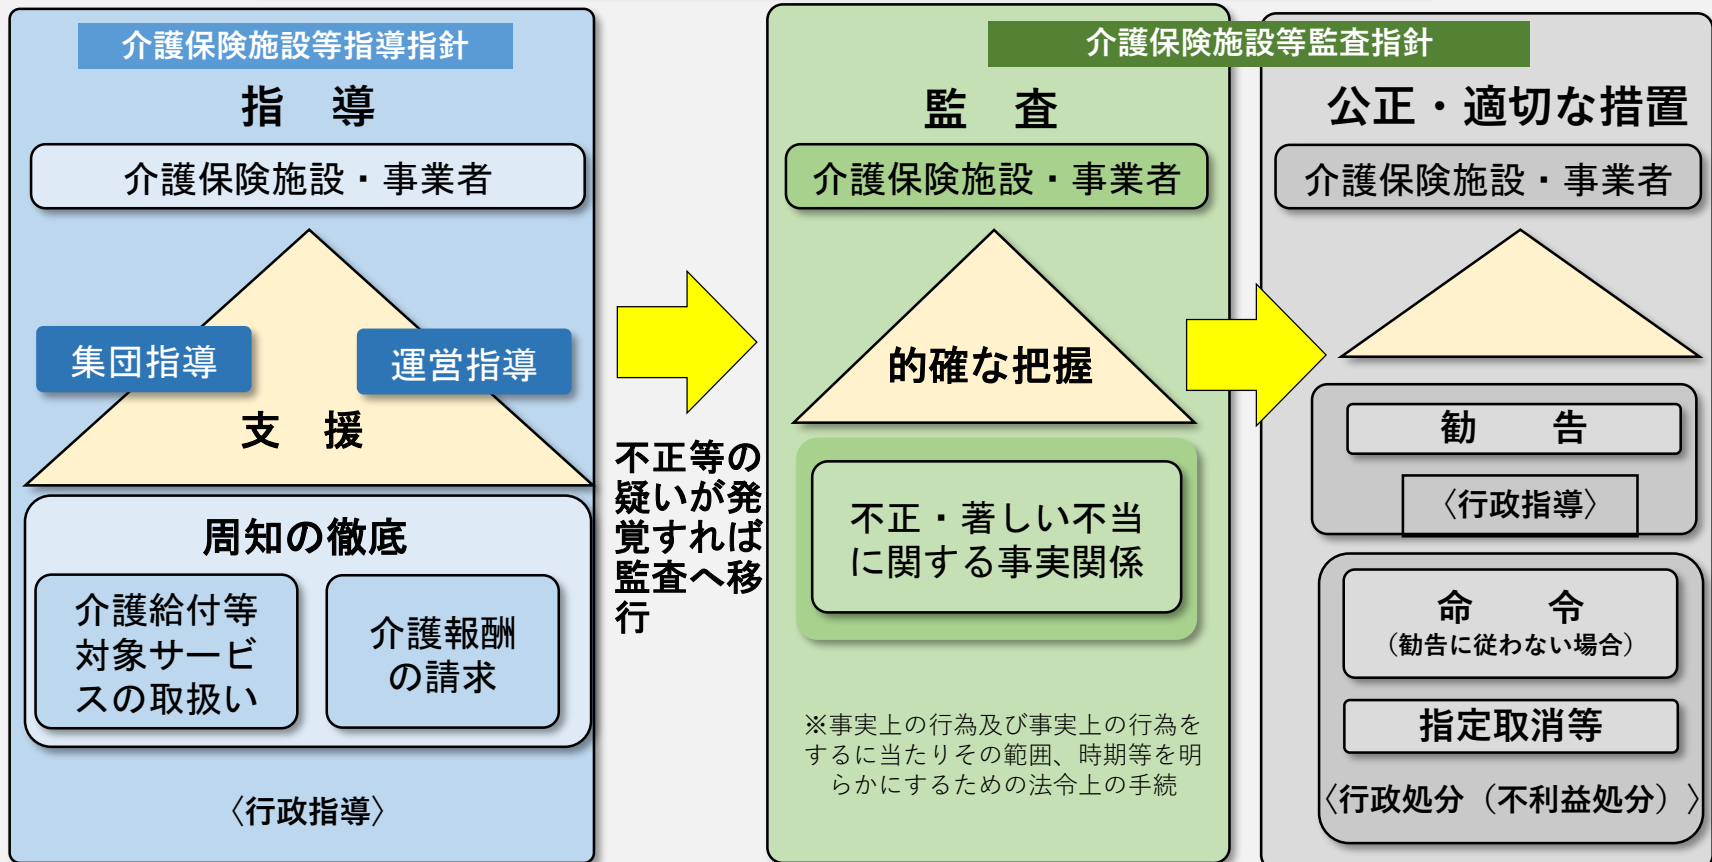 介護保険施設等指導指針
指　導
介護保険施設・事業者
集団指導
運営指導
支　援
周知の徹底
介護給付等
対象サービ
スの取扱い
介護報酬
の請求
〈行政指導〉
不正等の
疑いが発
覚すれば
監査へ移
行
介護保険施設等監査指針
監　査
介護保険施設・事業者
的確な把握
不正・著しい不当
に関する事実関係
※事実上の行為及び事実上の行為を
するに当たりその範囲、時期等を明
らかにするための法令上の手続
公正・適切な措置
介護保険施設・事業者
勧　告
〈行政指導〉
命　令
（勧告に従わない場合）
指定取消等
〈行政処分（不利益処分）〉